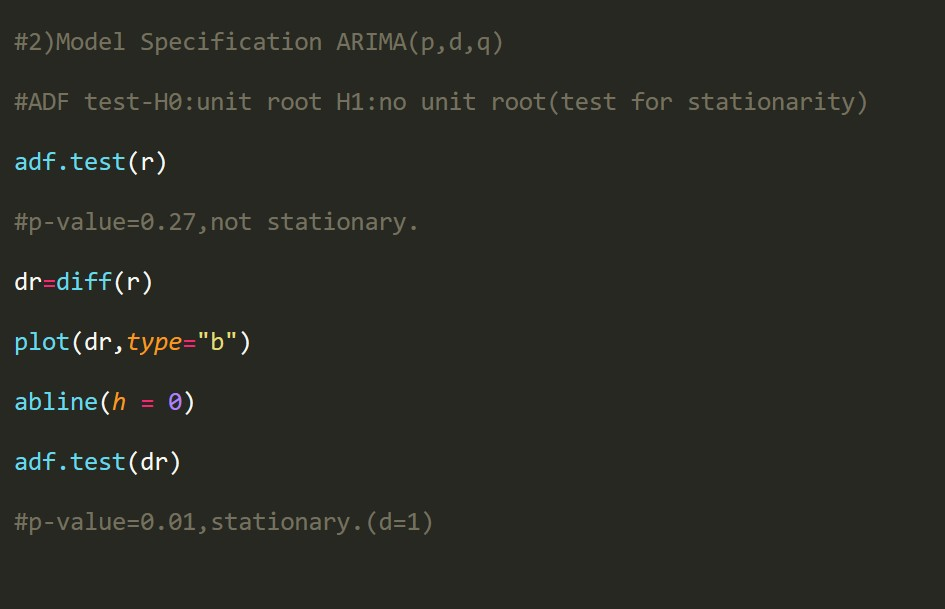 #2)Model Specification ARIMA(p,d,q)
#ADF test-H0:unit root H1:no unit root(test for stationarity)
adf.test(r)
#p-value=0.27,not stationary.
dr=diff(r)
plot(dr,type="b")
abline(h = 0)
adf.test(dr)
#p-value=0.01,stationary.(d=1)